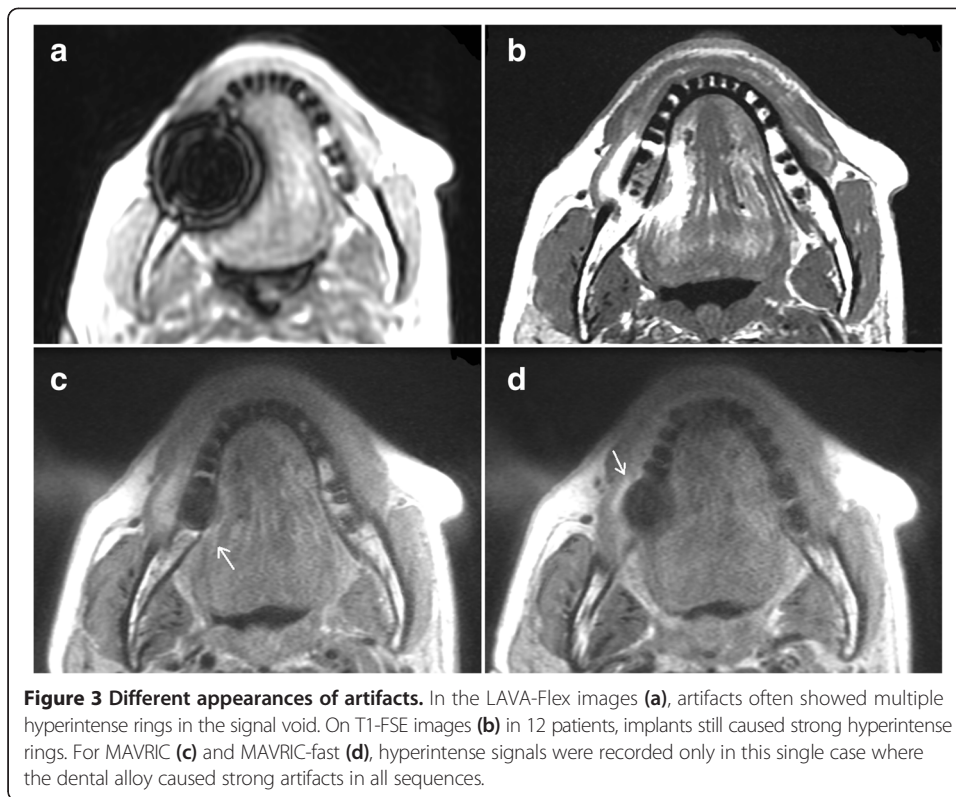 a
b
c
d
Figure 3 Different appearances of artifacts. In the LAVA-Flex images (a), artifacts often showed multiple
hyperintense rings in the signal void. On T1-FSE images (b) in 12 patients, implants still caused strong hyperintense
rings. For MAVRIC (c) and MAVRIC-fast (d), hyperintense signals were recorded only in this single case where
the dental alloy caused strong artifacts in all sequences.